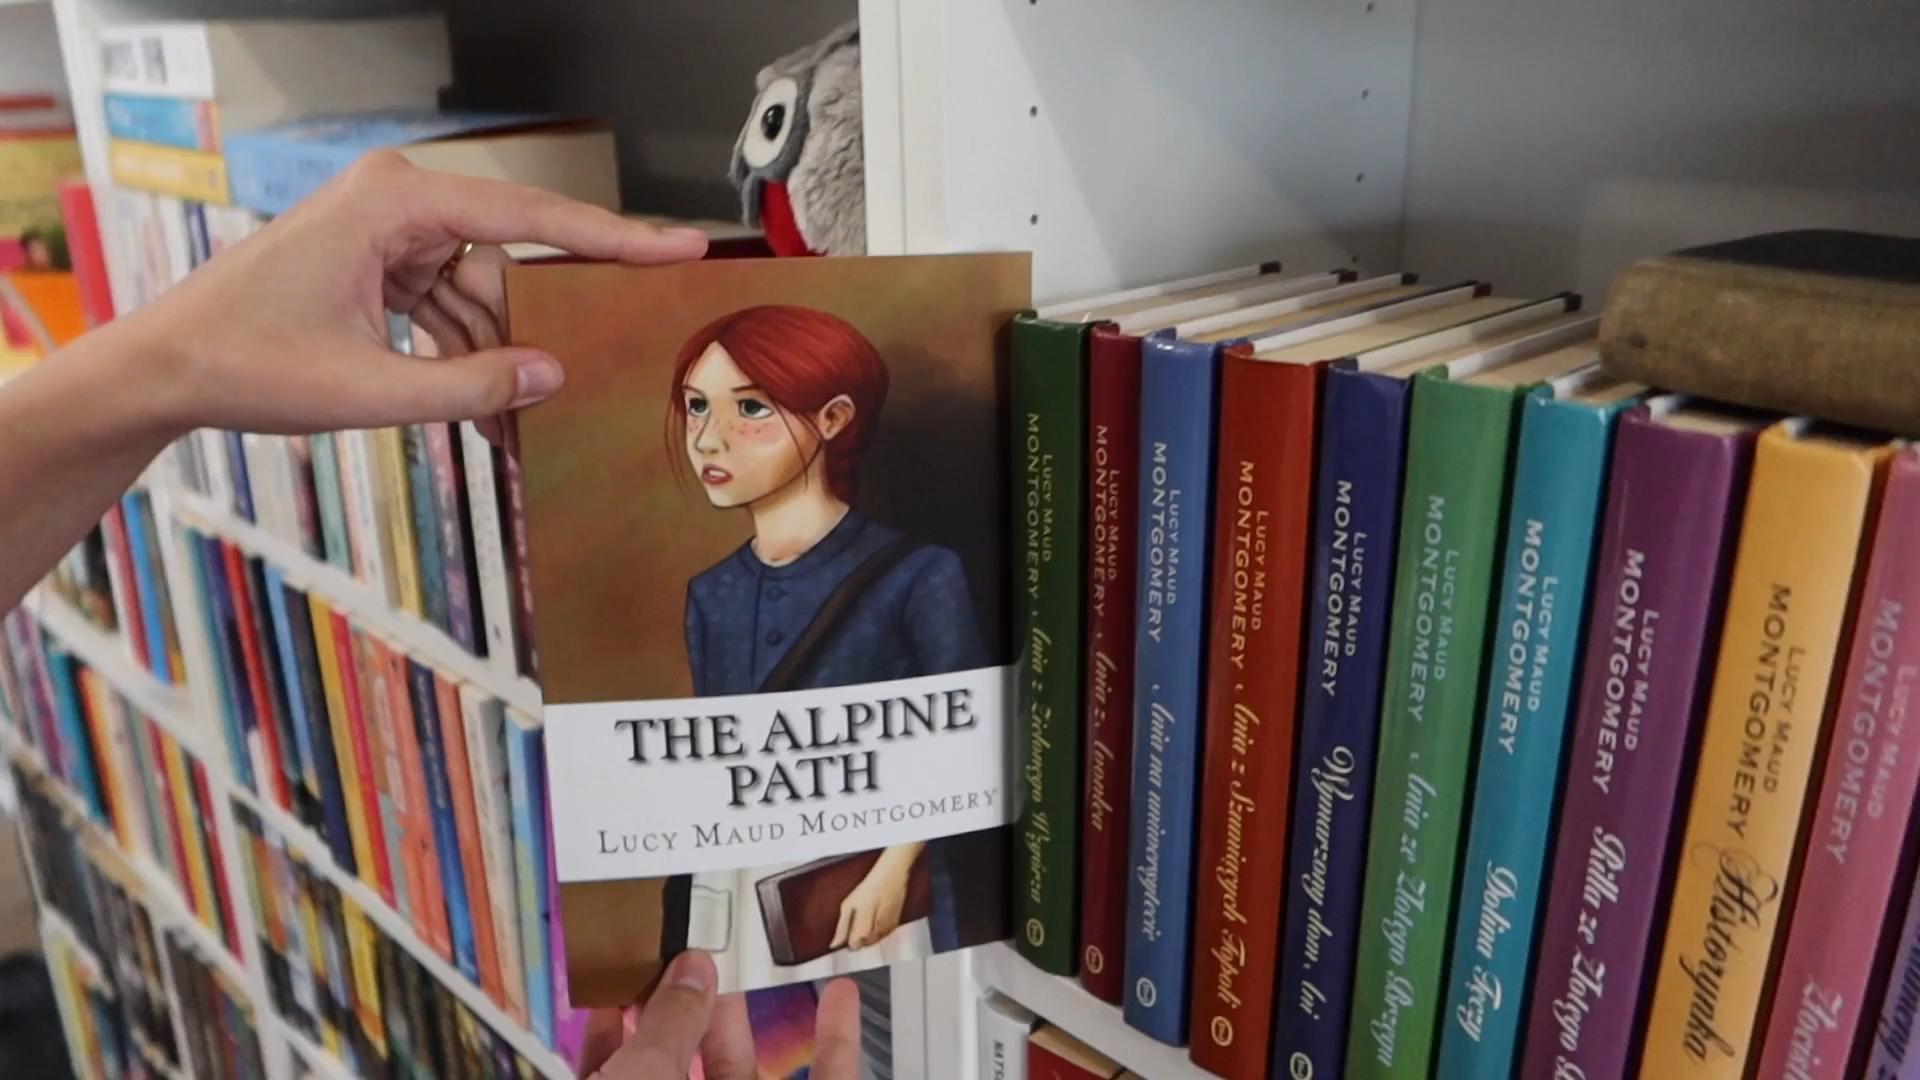 THE ALPINE
PATH
LUCY MAUD MONTGOMERY
LUCY MAUD
MONTGOMERY
Ania z Zielonego Wzgórza
LUCY MAUD
MONTGOMERY
Ania z Avonlea
LUCY MAUD
MONTGOMERY
Ania na uniwersytecie
LUCY MAUD
MONTGOMERY
Ania z Szumiących Topoli
LUCY MAUD
MONTGOMERY
Wymarzony dom Ani
LUCY MAUD
MONTGOMERY
Ania ze Złotego Brzegu
LUCY MAUD
MONTGOMERY
Dolina Tęczy
LUCY MAUD
MONTGOMERY
Rilla ze Złotego B
LUCY MAUD
MONTGOMERY
Historynka
LUCY MAUD
MONTGOMERY